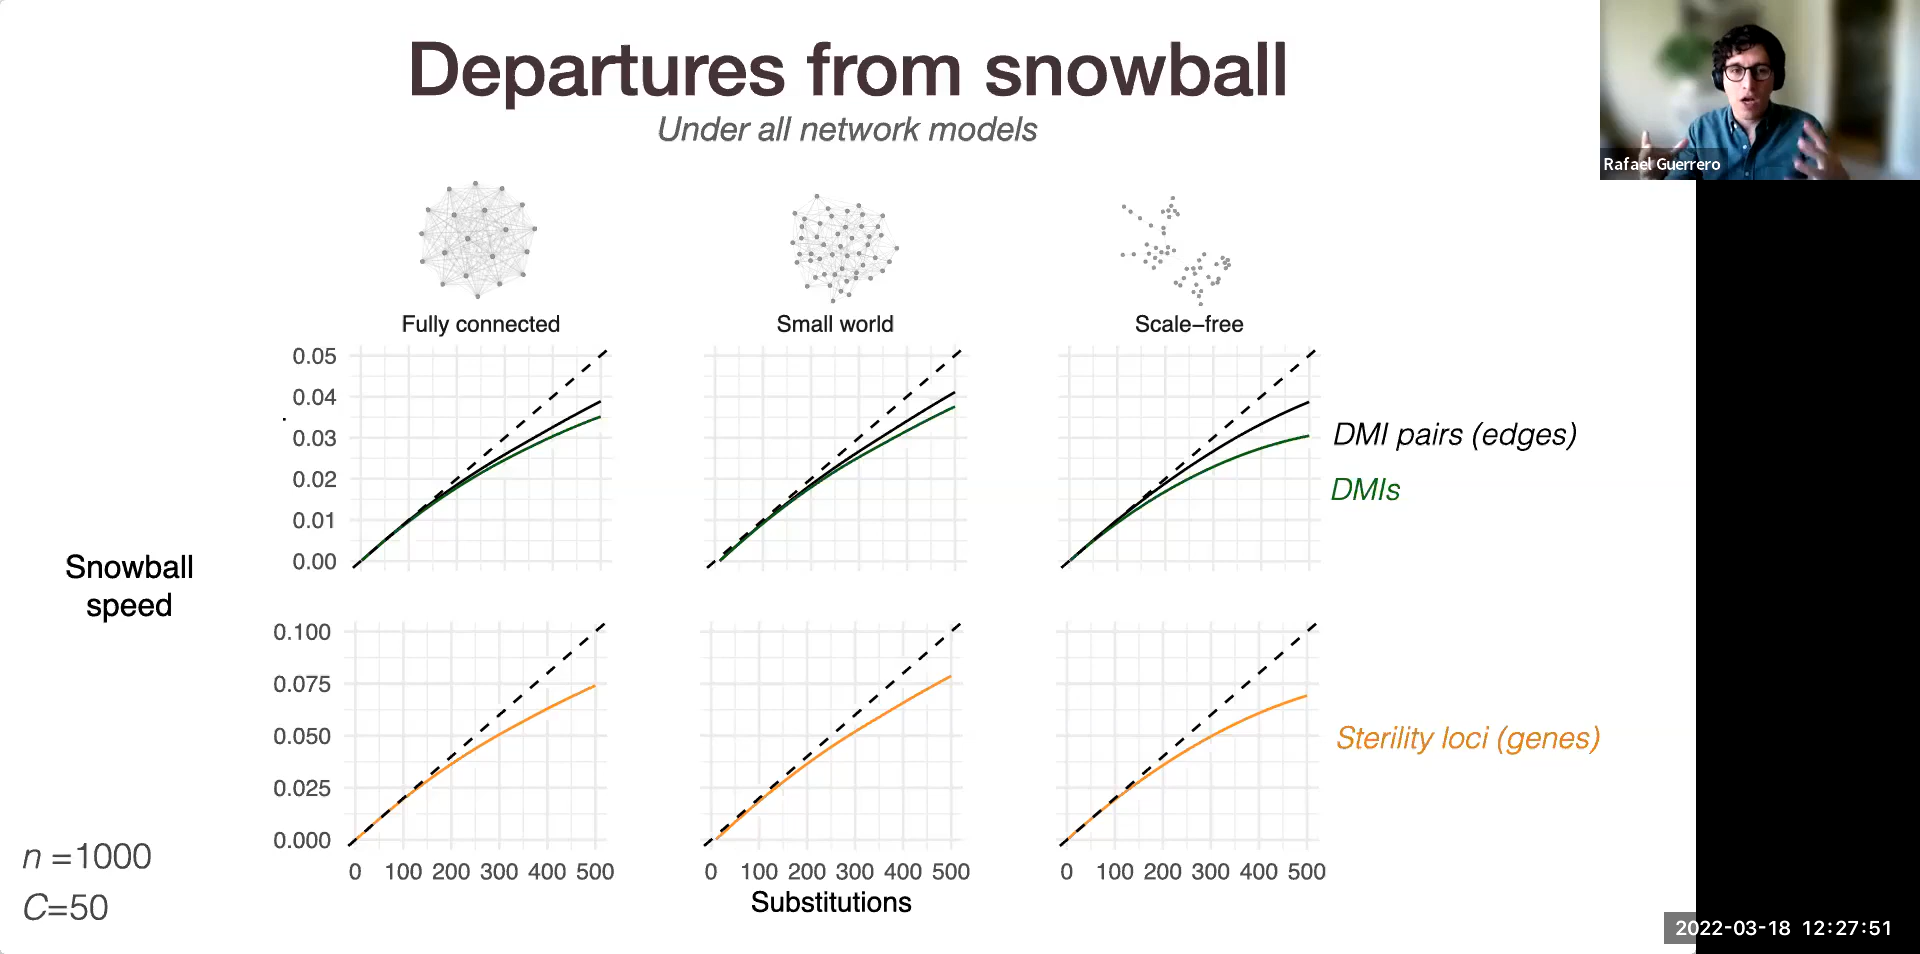 Departures from snowball
Under all network models
Rafael Guerrero
Fully connected
Small world
Scale-free
0.05
0.04
0.03
0.02
0.01
0.00
DMI pairs (edges)
DMIs
Snowball
speed
0.100
0.075
0.050
0.025
0.000
Sterility loci (genes)
0 100 200 300 400 500
0 100 200 300 400 500
0 100 200 300 400 500
Substitutions
n =1000
C=50
2022-03-18 12:27:51